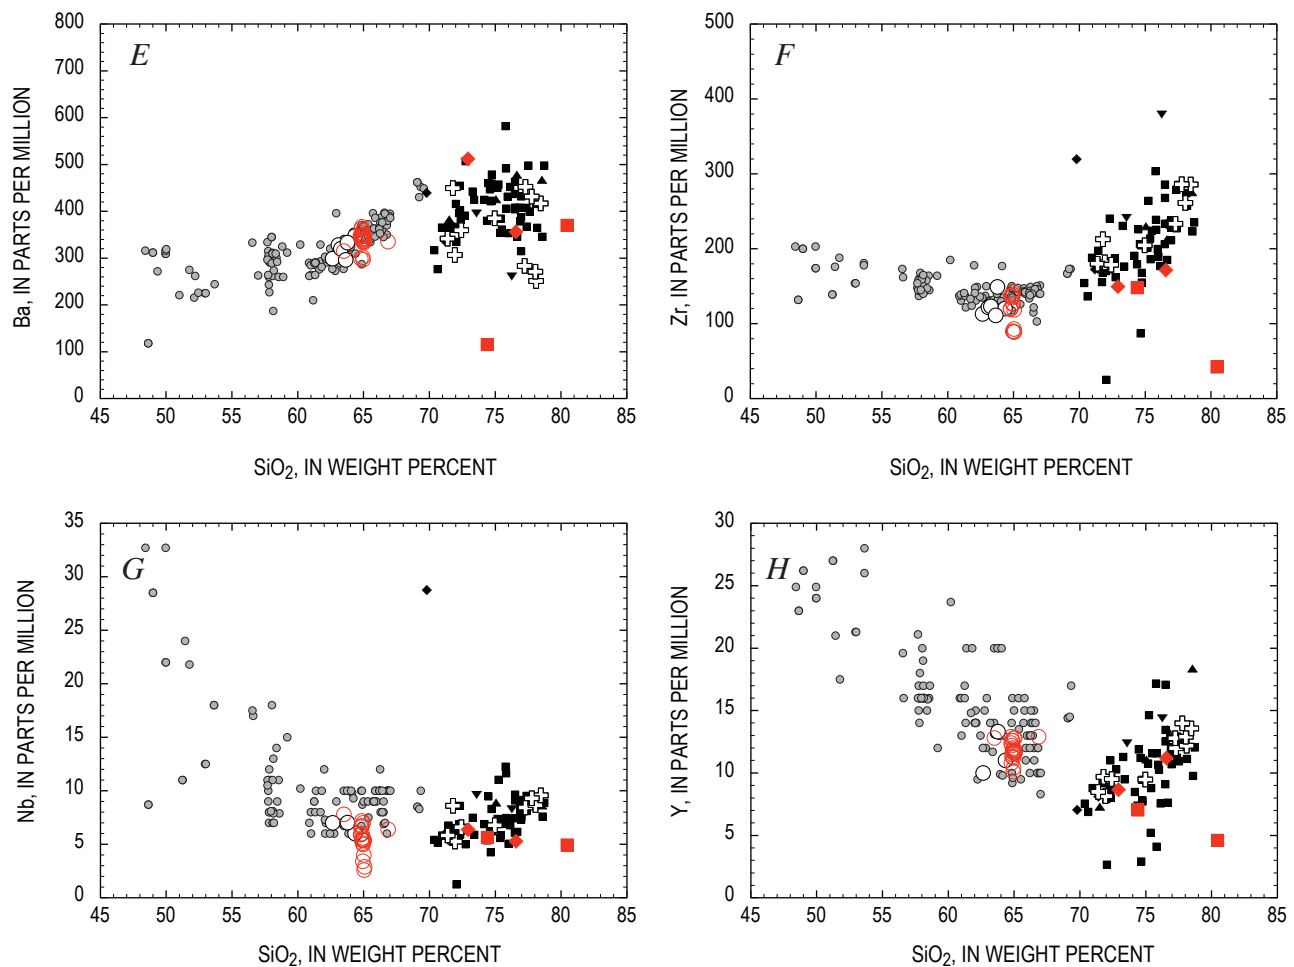 E
Ba, IN PARTS PER MILLION
800
700
600
500
400
300
200
100
0
45 50 55 60 65 70 75 80 85
SiO2, IN WEIGHT PERCENT
F
Zr, IN PARTS PER MILLION
500
400
300
200
100
0
45 50 55 60 65 70 75 80 85
SiO2, IN WEIGHT PERCENT
G
Nb, IN PARTS PER MILLION
35
30
25
20
15
10
5
0
45 50 55 60 65 70 75 80 85
SiO2, IN WEIGHT PERCENT
H
Y, IN PARTS PER MILLION
30
25
20
15
10
5
0
45 50 55 60 65 70 75 80 85
SiO2, IN WEIGHT PERCENT